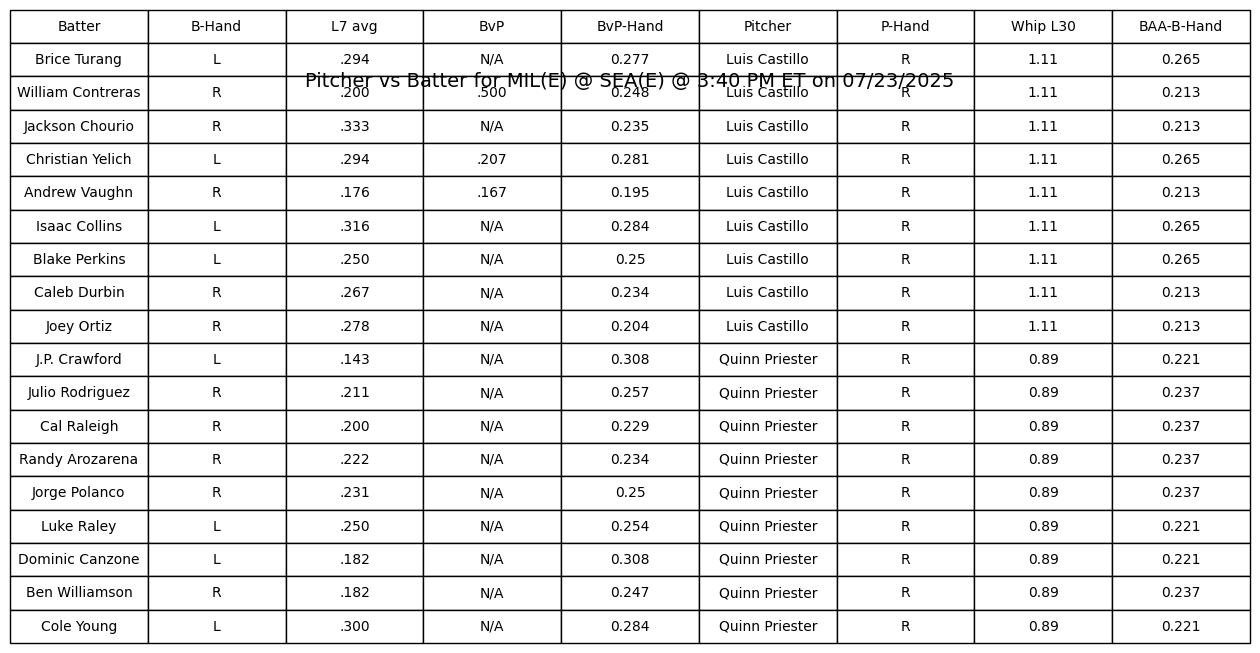 Batter B-Hand L7 avg BvP BvP-Hand Pitcher P-Hand Whip L30 BAA-B-Hand
Brice Turang L .294 N/A 0.277 Luis Castillo R 1.11 0.265
Pitcher vs Batter for MIL(E) @ SEA(E) @ 3:40 PM ET on 07/23/2025
William Contreras R .200 .500 0.248 Luis Castillo R 1.11 0.213
Jackson Chourio R .333 N/A 0.235 Luis Castillo R 1.11 0.213
Christian Yelich L .294 .207 0.281 Luis Castillo R 1.11 0.265
Andrew Vaughn R .176 .167 0.195 Luis Castillo R 1.11 0.213
Isaac Collins L .316 N/A 0.284 Luis Castillo R 1.11 0.265
Blake Perkins L .250 N/A 0.25 Luis Castillo R 1.11 0.265
Caleb Durbin R .267 N/A 0.234 Luis Castillo R 1.11 0.213
Joey Ortiz R .278 N/A 0.204 Luis Castillo R 1.11 0.213
J.P. Crawford L .143 N/A 0.308 Quinn Priester R 0.89 0.221
Julio Rodriguez R .211 N/A 0.257 Quinn Priester R 0.89 0.237
Cal Raleigh R .200 N/A 0.229 Quinn Priester R 0.89 0.237
Randy Arozarena R .222 N/A 0.234 Quinn Priester R 0.89 0.237
Jorge Polanco R .231 N/A 0.25 Quinn Priester R 0.89 0.237
Luke Raley L .250 N/A 0.254 Quinn Priester R 0.89 0.221
Dominic Canzone L .182 N/A 0.308 Quinn Priester R 0.89 0.221
Ben Williamson R .182 N/A 0.247 Quinn Priester R 0.89 0.237
Cole Young L .300 N/A 0.284 Quinn Priester R 0.89 0.221